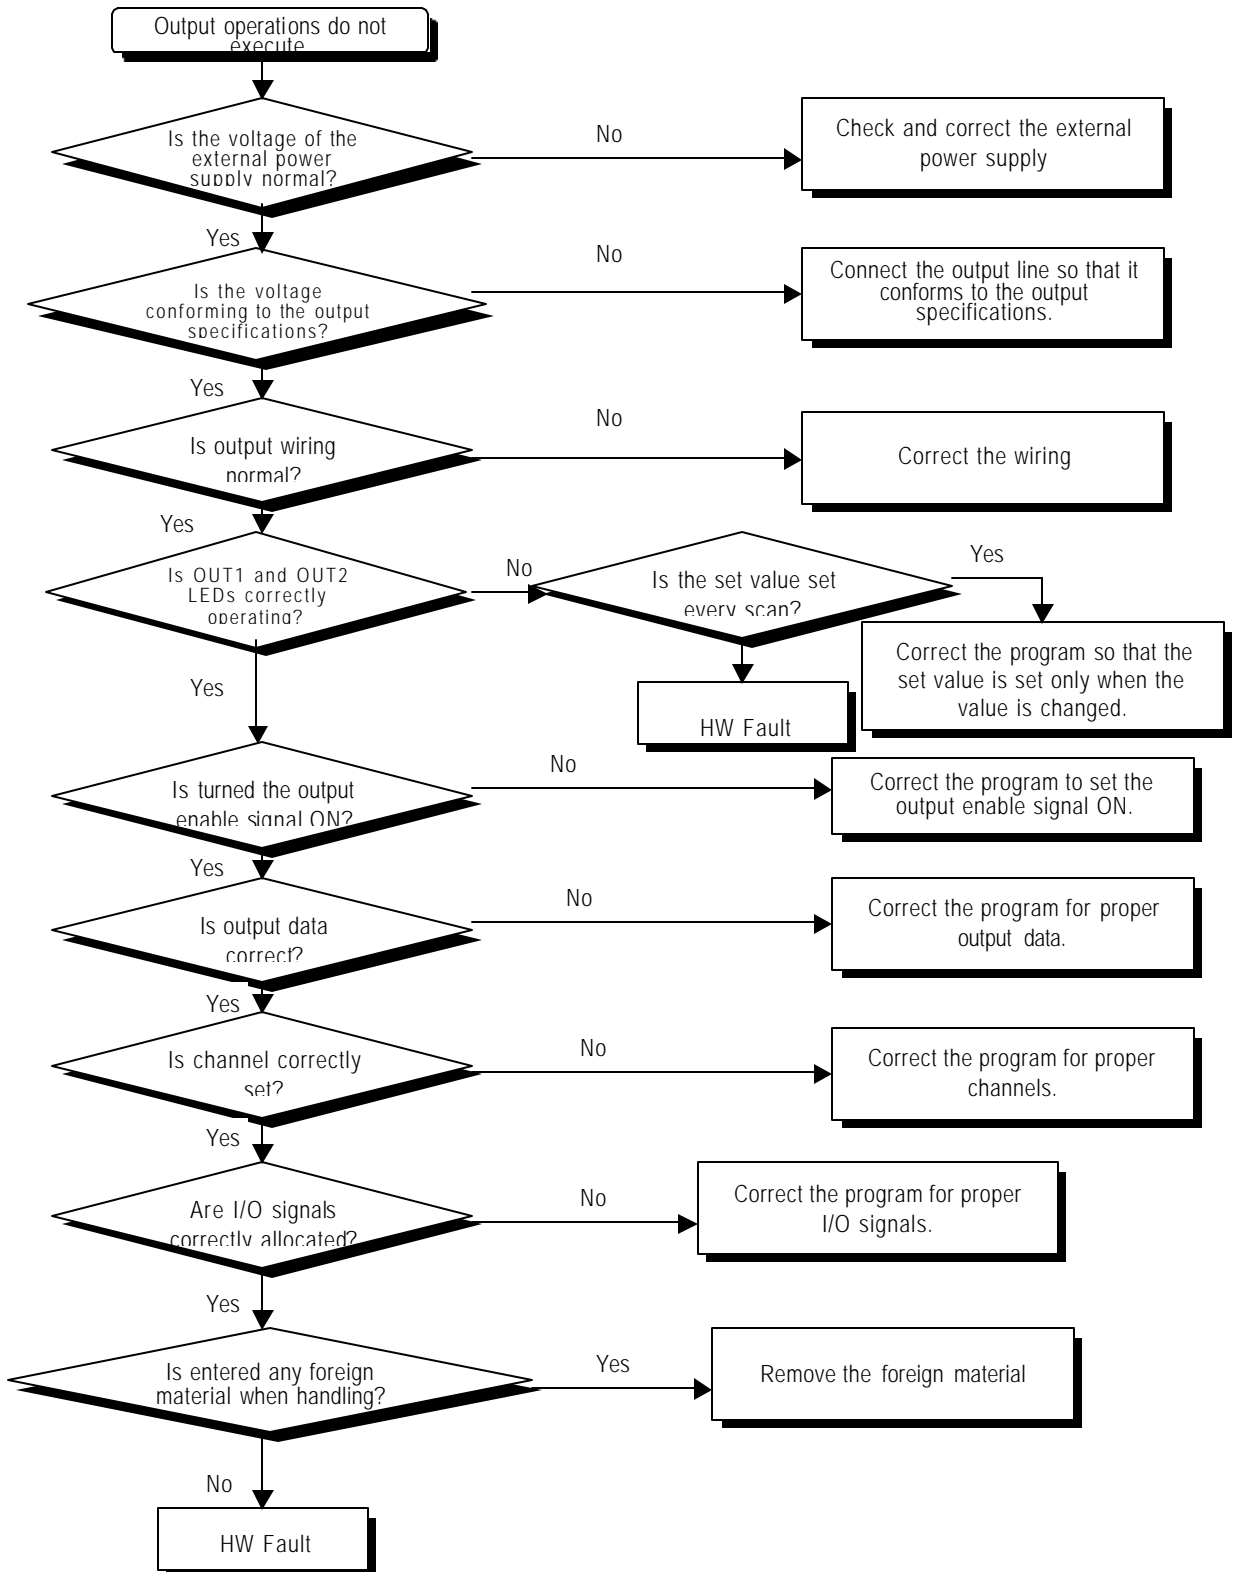 Output operations do not
execute
Is the voltage of the
external power
supply normal?
No
Check and correct the external
power supply
Yes
Is the voltage
conforming to the output
specifications?
No
Connect the output line so that it
conforms to the output
specifications.
Yes
Is output wiring
normal?
No
Correct the wiring
Yes
Is OUT1 and OUT2
LEDs correctly
operating?
No
Is the set value set
every scan?
Yes
Correct the program so that the
set value is set only when the
value is changed.
HW Fault
Yes
Is turned the output
enable signal ON?
No
Correct the program to set the
output enable signal ON.
Yes
Is output data
correct?
No
Correct the program for proper
output data.
Yes
Is channel correctly
set?
No
Correct the program for proper
channels.
Yes
Are I/O signals
correctly allocated?
No
Correct the program for proper
I/O signals.
Yes
Is entered any foreign
material when handling?
Yes
Remove the foreign material
No
HW Fault